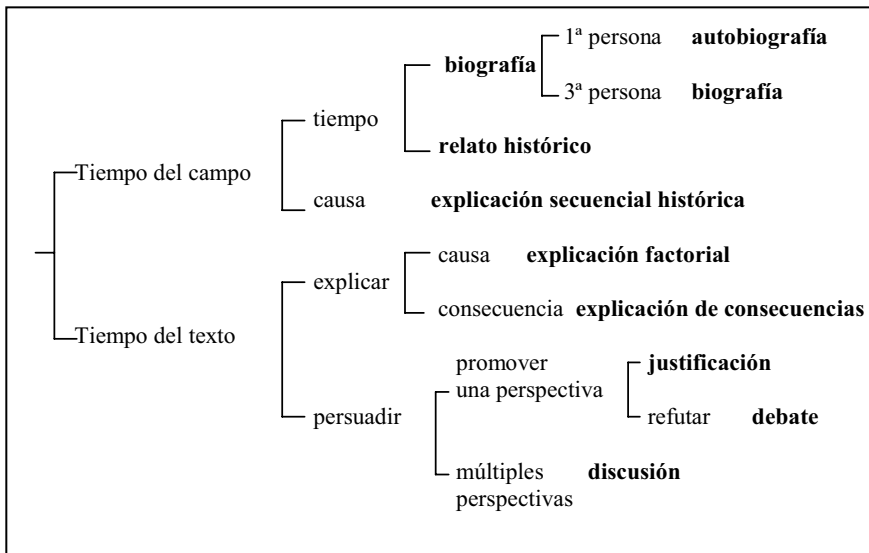 1ª persona autobiografía
biografía
3ª persona biografía
tiempo
relato histórico
Tiempo del campo
causa explicación secuencial histórica
causa explicación factorial
explicar
consecuencia explicación de consecuencias
Tiempo del texto
promover
una perspectiva
justificación
persuadir
refutar debate
múltiples
perspectivas
discusión